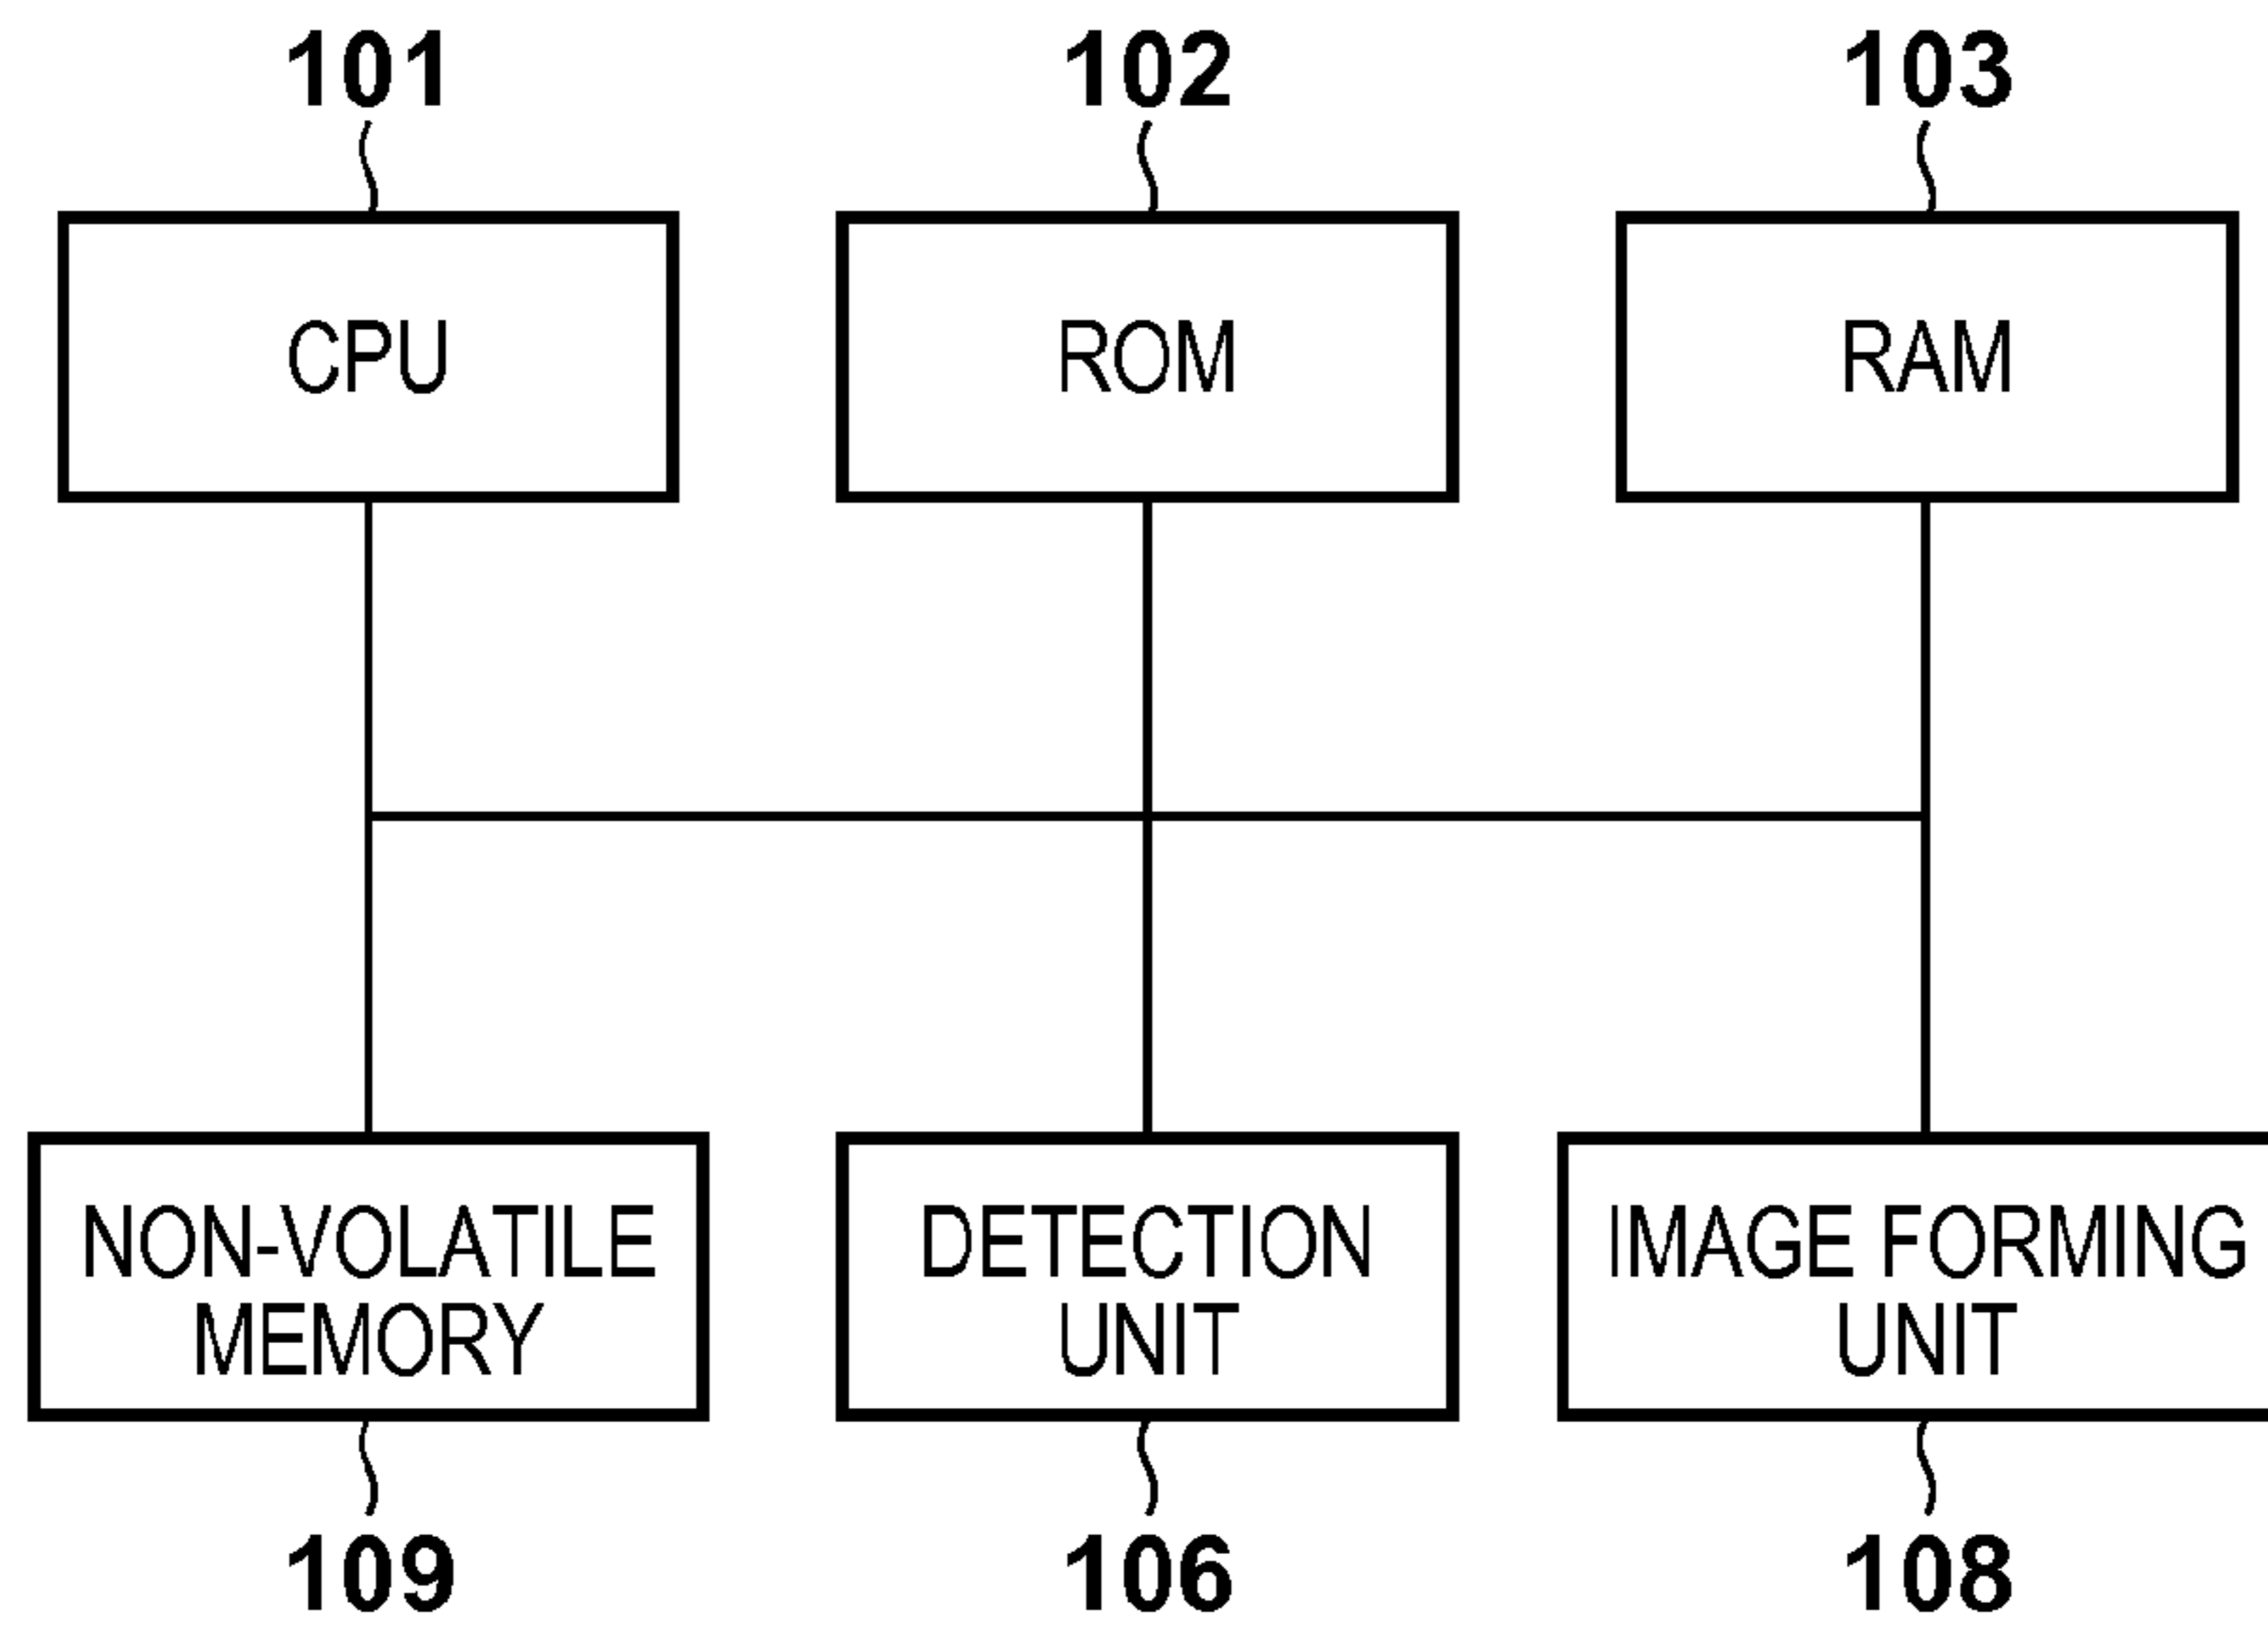 101
102
103
CPU
ROM
RAM
NON-VOLATILE
MEMORY
DETECTION
UNIT
IMAGE FORMING
UNIT
109
106
108